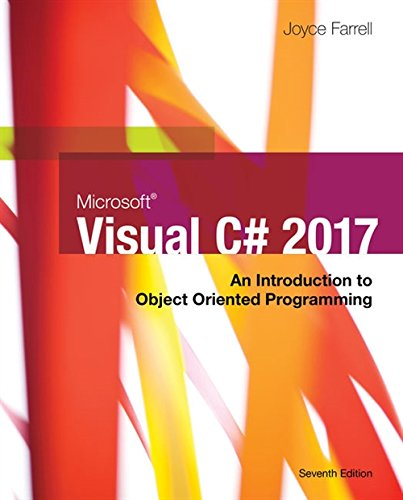 Joyce Farrell
Microsoft®
Visual C# 2017
An Introduction to
Object Oriented Programming
Seventh Edition